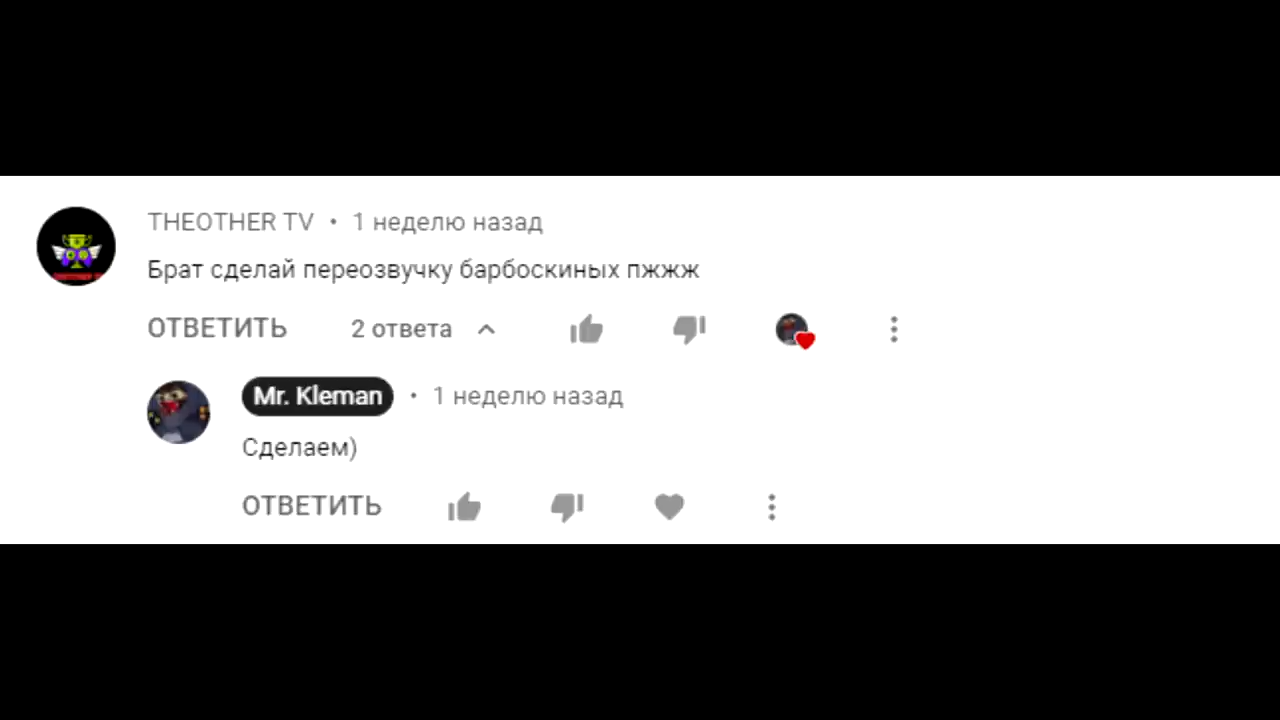 THEOTHER TV • 1 неделю назад
Брат сделай переозвучку барбоскиных пжжж
ОТВЕТИТЬ 2 ответа
Mr. Kleman • 1 неделю назад
Сделаем)
ОТВЕТИТЬ